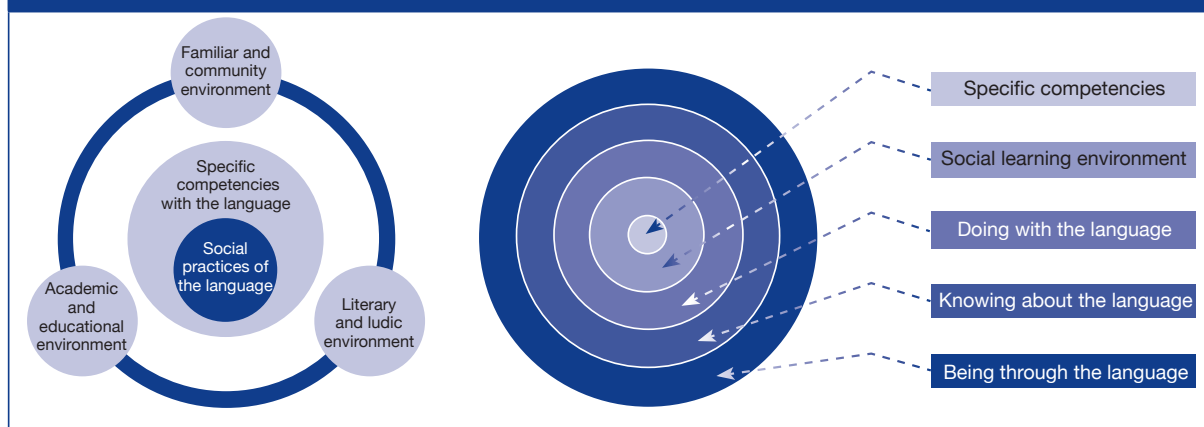 Familiar and
community
environment
Specific
competencies
with the language
Social
practices of
the language
Academic
and
educational
environment
Literary
and ludic
environment
Specific competencies
Social learning environment
Doing with the language
Knowing about the language
Being through the language